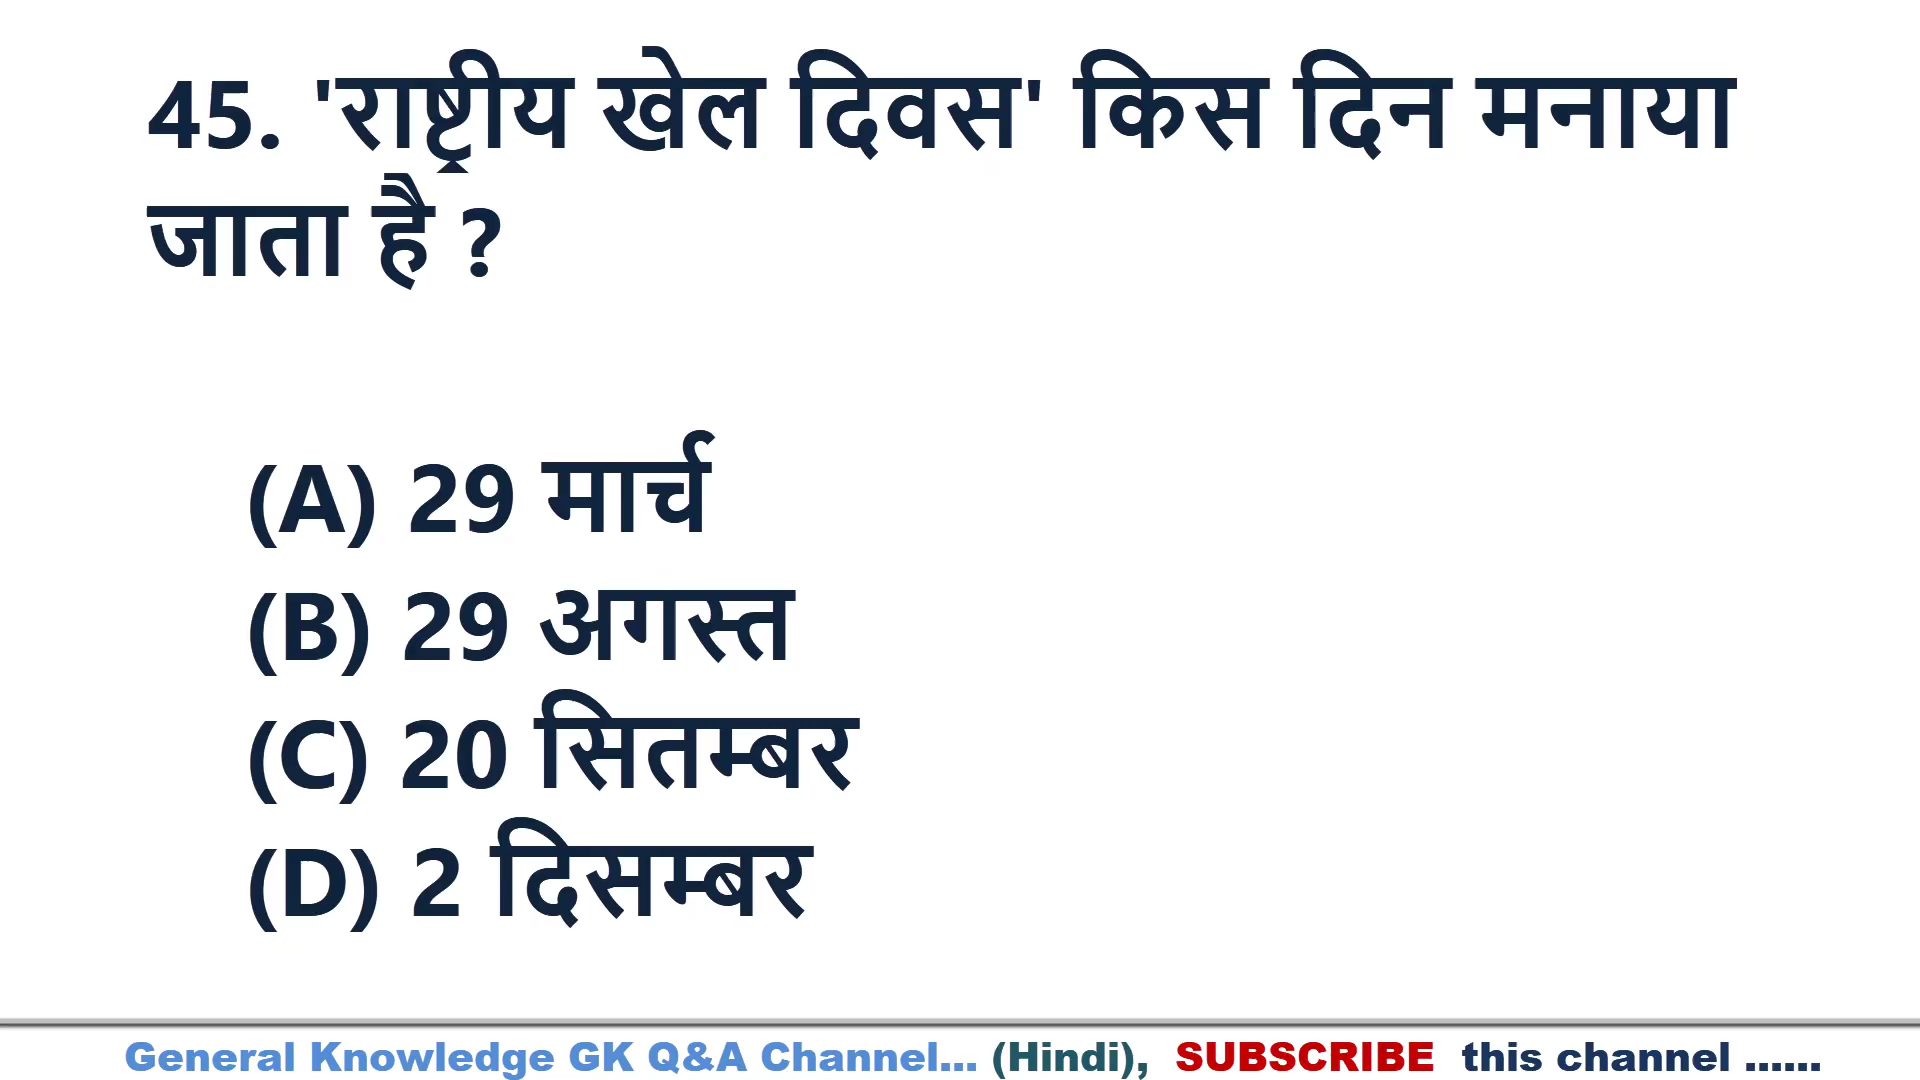 45. 'राष्ट्रीय खेल दिवस' किस दिन मनाया
जाता है ?
(A) 29 मार्च
(B) 29 अगस्त
(C) 20 सितम्बर
(D) 2 दिसम्बर
General Knowledge GK Q&A Channel... (Hindi), SUBSCRIBE this channel ......